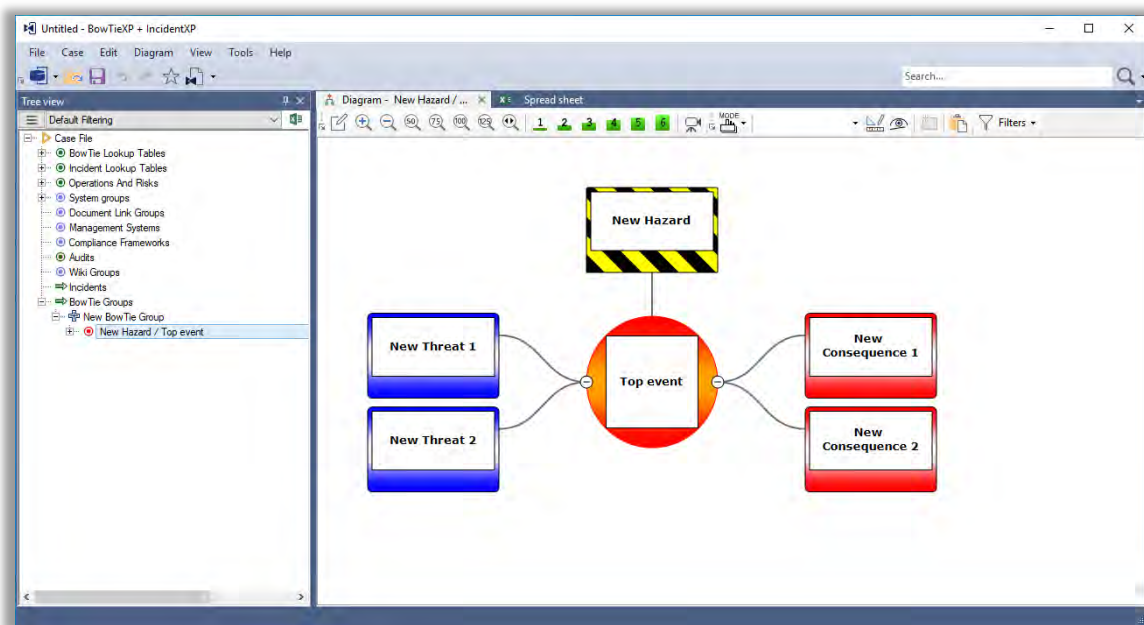 Untitled - BowTieXP + IncidentXP
File Case Edit Diagram View Tools Help
Search...
Tree view
Diagram - New Hazard / ...
Spread sheet
Default Filtering
50 75 100 125
1 2 3 4 5 6
MODE
Filters
Case File
BowTie Lookup Tables
Incident Lookup Tables
Operations And Risks
System groups
Document Link Groups
Management Systems
Compliance Frameworks
Audits
Wiki Groups
Incidents
BowTie Groups
New BowTie Group
New Hazard / Top event
New Hazard
New Threat 1
Top event
New
Consequence 1
New Threat 2
New
Consequence 2